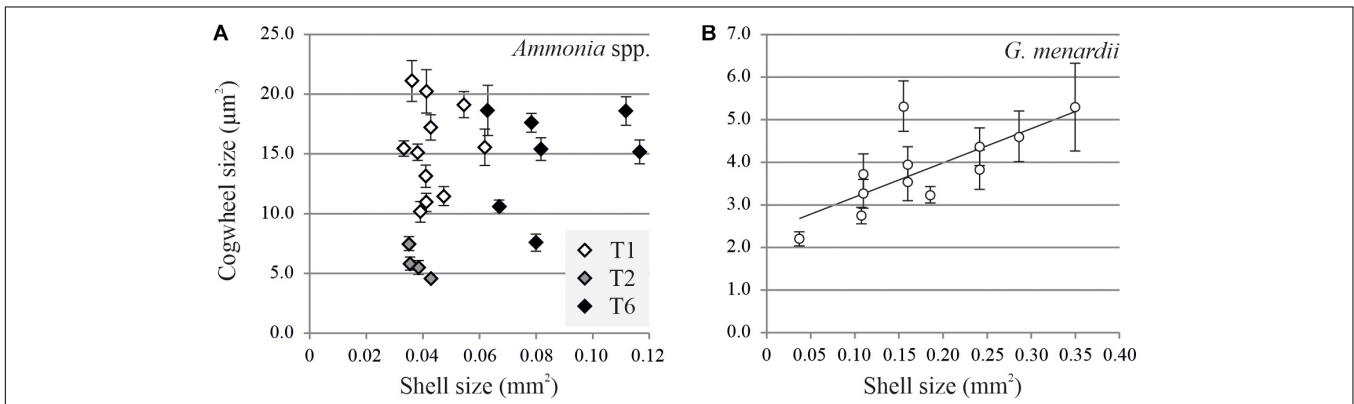 A
Ammonia spp.
Cogwheel size (µm²)
25.0
20.0
15.0
10.0
5.0
0.0
T1
T2
T6
0 0.02 0.04 0.06 0.08 0.10 0.12
Shell size (mm²)
B
G. menardii
7.0
6.0
5.0
4.0
3.0
2.0
1.0
0.0
0 0.05 0.10 0.15 0.20 0.25 0.30 0.35 0.40
Shell size (mm²)